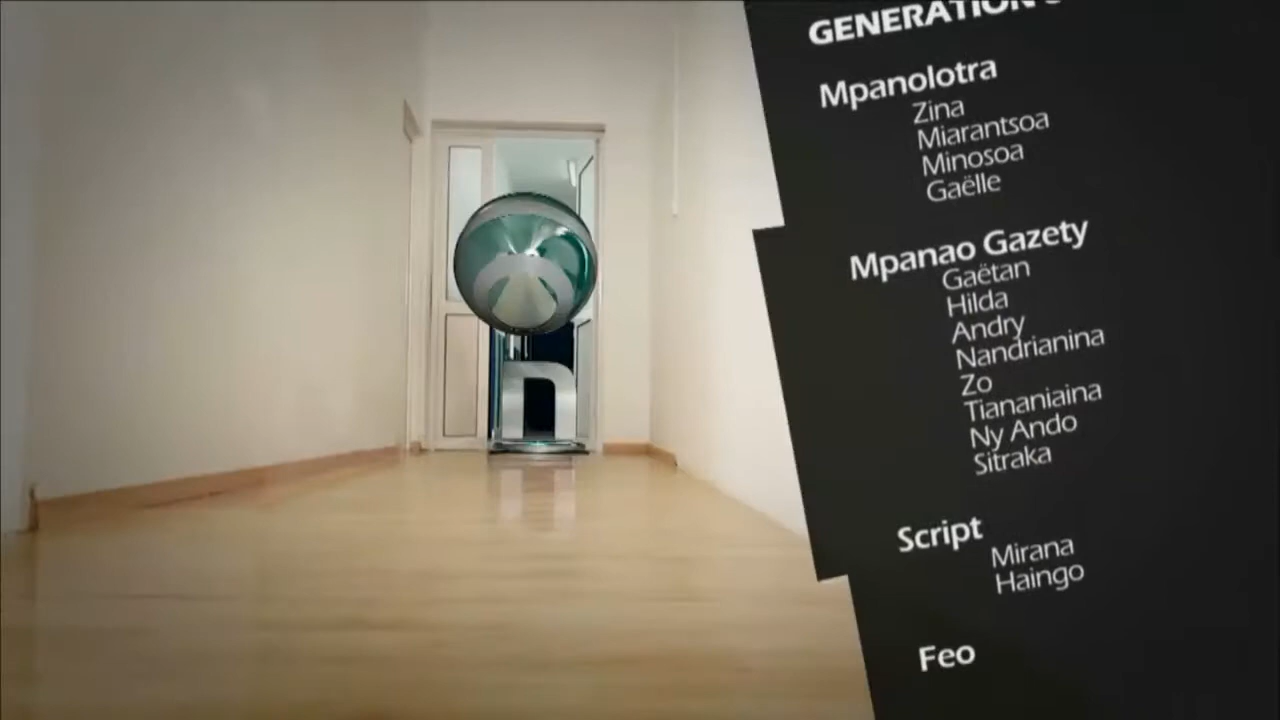 GENERATION
Mpanolotra
Zina
Miarantsoa
Minosoa
Gaëlle
Mpanao Gazety
Gaëtan
Hilda
Andry
Nandrianina
Zo
Tiananiaina
Ny Ando
Sitraka
Script
Mirana
Haingo
Feo
n